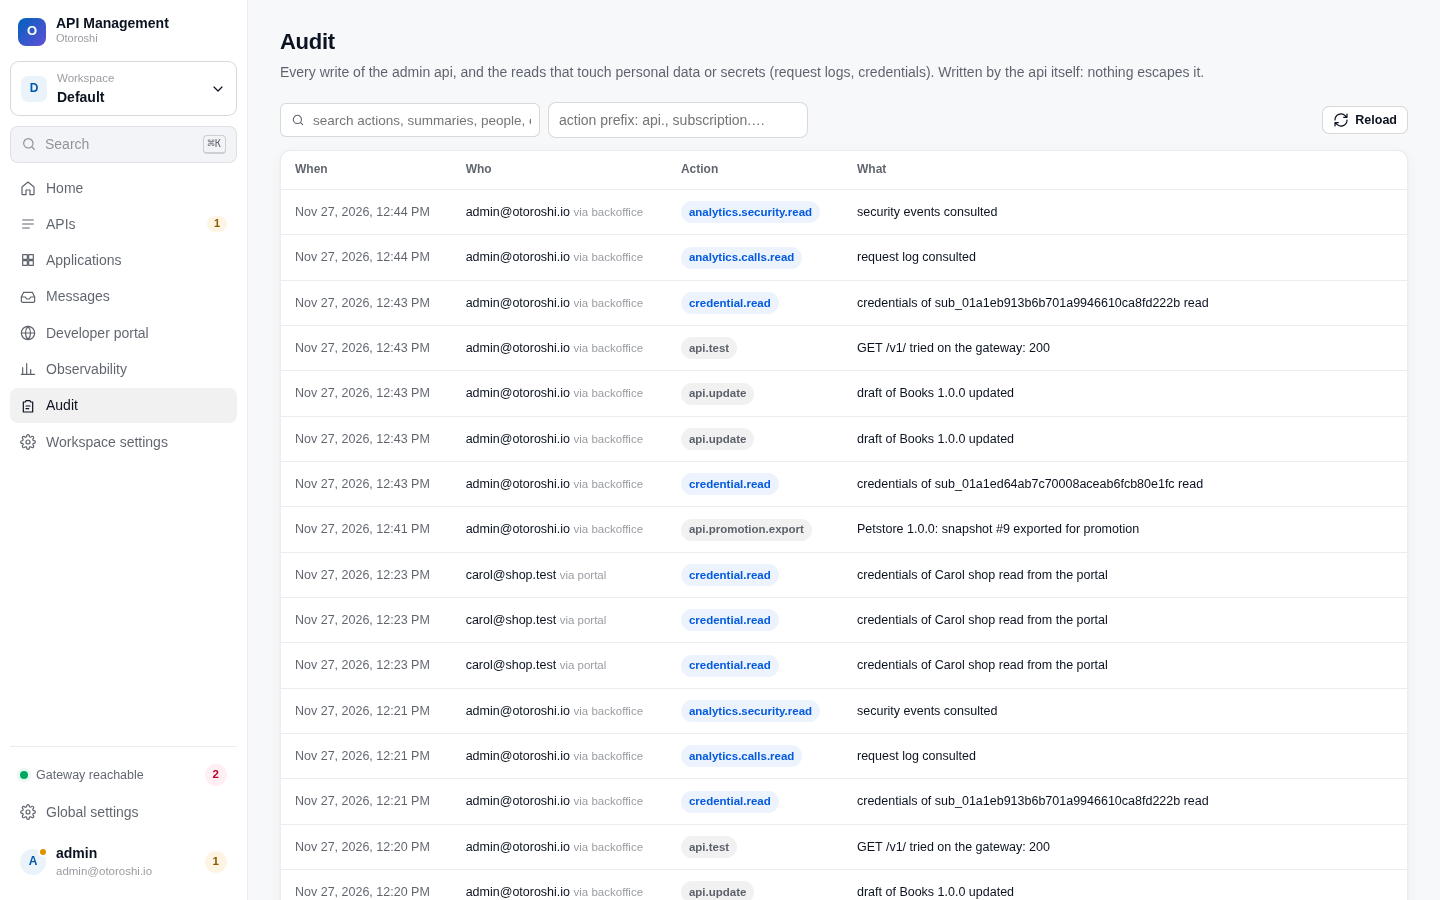 O
API Management
Otoroshi
D
Workspace
Default
Search
⌘K
Home
APIs 1
Applications
Messages
Developer portal
Observability
Audit
Workspace settings
Gateway reachable 2
Global settings
A
admin
admin@otoroshi.io
1
Audit
Every write of the admin api, and the reads that touch personal data or secrets (request logs, credentials). Written by the api itself: nothing escapes it.
search actions, summaries, people,
action prefix: api., subscription.…
Reload
When Who Action What
Nov 27, 2026, 12:44 PM admin@otoroshi.io via backoffice analytics.security.read security events consulted
Nov 27, 2026, 12:44 PM admin@otoroshi.io via backoffice analytics.calls.read request log consulted
Nov 27, 2026, 12:43 PM admin@otoroshi.io via backoffice credential.read credentials of sub_01a1eb913b6b701a9946610ca8fd222b read
Nov 27, 2026, 12:43 PM admin@otoroshi.io via backoffice api.test GET /v1/ tried on the gateway: 200
Nov 27, 2026, 12:43 PM admin@otoroshi.io via backoffice api.update draft of Books 1.0.0 updated
Nov 27, 2026, 12:43 PM admin@otoroshi.io via backoffice api.update draft of Books 1.0.0 updated
Nov 27, 2026, 12:43 PM admin@otoroshi.io via backoffice credential.read credentials of sub_01a1ed64ab7c70008aceab6fcb80e1fc read
Nov 27, 2026, 12:41 PM admin@otoroshi.io via backoffice api.promotion.export Petstore 1.0.0: snapshot #9 exported for promotion
Nov 27, 2026, 12:23 PM carol@shop.test via portal credential.read credentials of Carol shop read from the portal
Nov 27, 2026, 12:23 PM carol@shop.test via portal credential.read credentials of Carol shop read from the portal
Nov 27, 2026, 12:23 PM carol@shop.test via portal credential.read credentials of Carol shop read from the portal
Nov 27, 2026, 12:21 PM admin@otoroshi.io via backoffice analytics.security.read security events consulted
Nov 27, 2026, 12:21 PM admin@otoroshi.io via backoffice analytics.calls.read request log consulted
Nov 27, 2026, 12:21 PM admin@otoroshi.io via backoffice credential.read credentials of sub_01a1eb913b6b701a9946610ca8fd222b read
Nov 27, 2026, 12:20 PM admin@otoroshi.io via backoffice api.test GET /v1/ tried on the gateway: 200
Nov 27, 2026, 12:20 PM admin@otoroshi.io via backoffice api.update draft of Books 1.0.0 updated